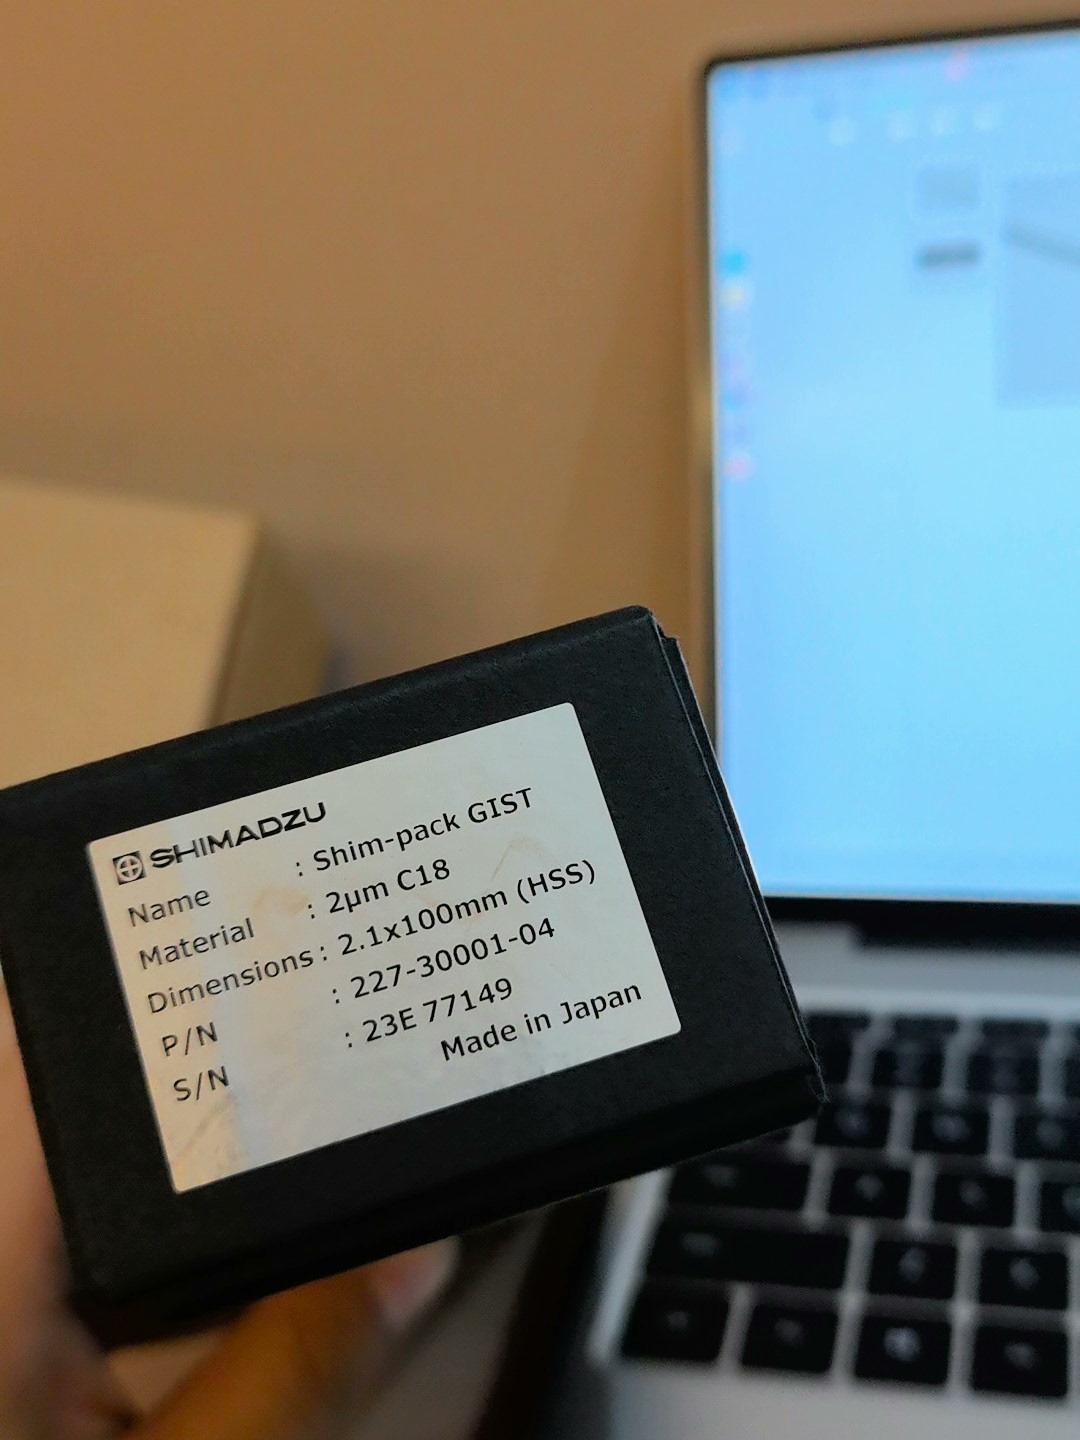 SHIMADZU
Name : Shim-pack GIST
Material : 2μm C18
Dimensions : 2.1x100mm (HSS)
P/N : 227-30001-04
S/N : 23E 77149
Made in Japan